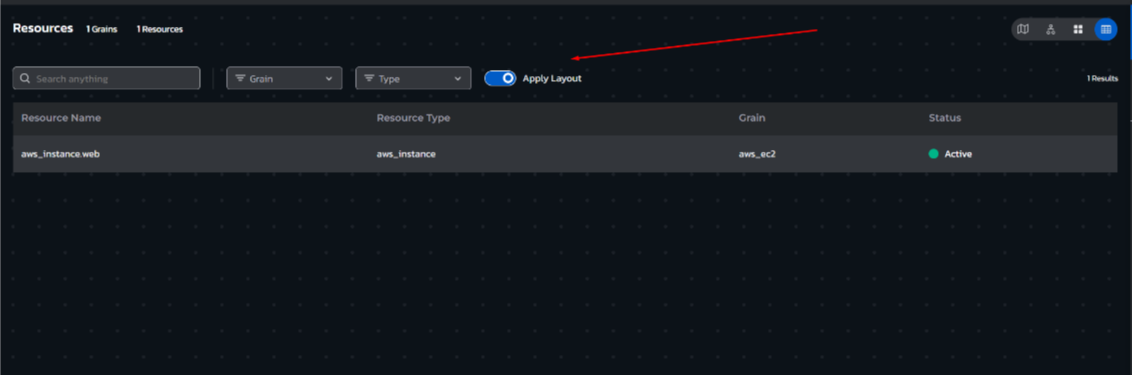 Resources 1 Grains 1 Resources
Search anything Grain Type Apply Layout 1 Results
Resource Name Resource Type Grain Status
aws_instance.web aws_instance aws_ec2 Active